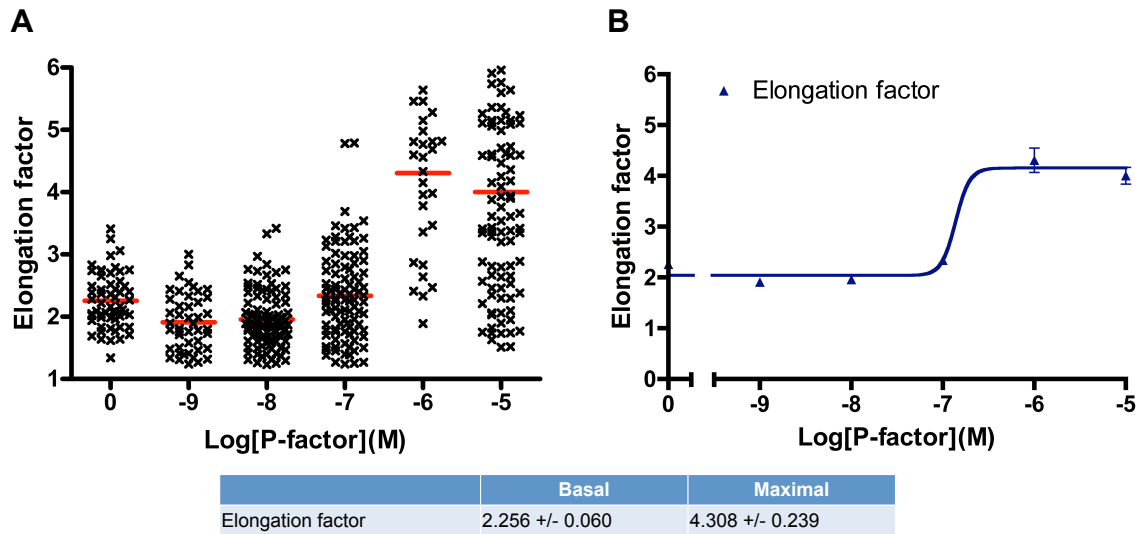 A
B
6
5
4
3
2
1
Elongation factor
0 -9 -8 -7 -6 -5
Log[P-factor](M)
6
5
4
3
2
1
0
Elongation factor
Elongation factor
0 -9 -8 -7 -6 -5
Log[P-factor](M)
Basal Maximal
Elongation factor 2.256 +/- 0.060 4.308 +/- 0.239